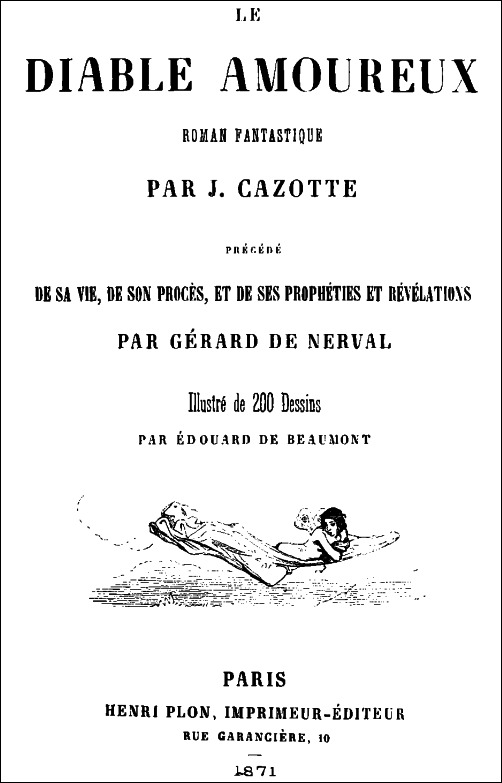 LE
DIABLE AMOUREUX
ROMAN FANTASTIQUE
PAR J. CAZOTTE
PRÉCÉDÉ
DE SA VIE, DE SON PROCÈS, ET DE SES PROPHÉTIES ET RÉVÉLATIONS
PAR GÉRARD DE NERVAL
Illustré de 200 Dessins
PAR ÉDOUARD DE BEAUMONT
PARIS
HENRI PLON, IMPRIMEUR-ÉDITEUR
RUE GARANCIÈRE, 10
—
1871